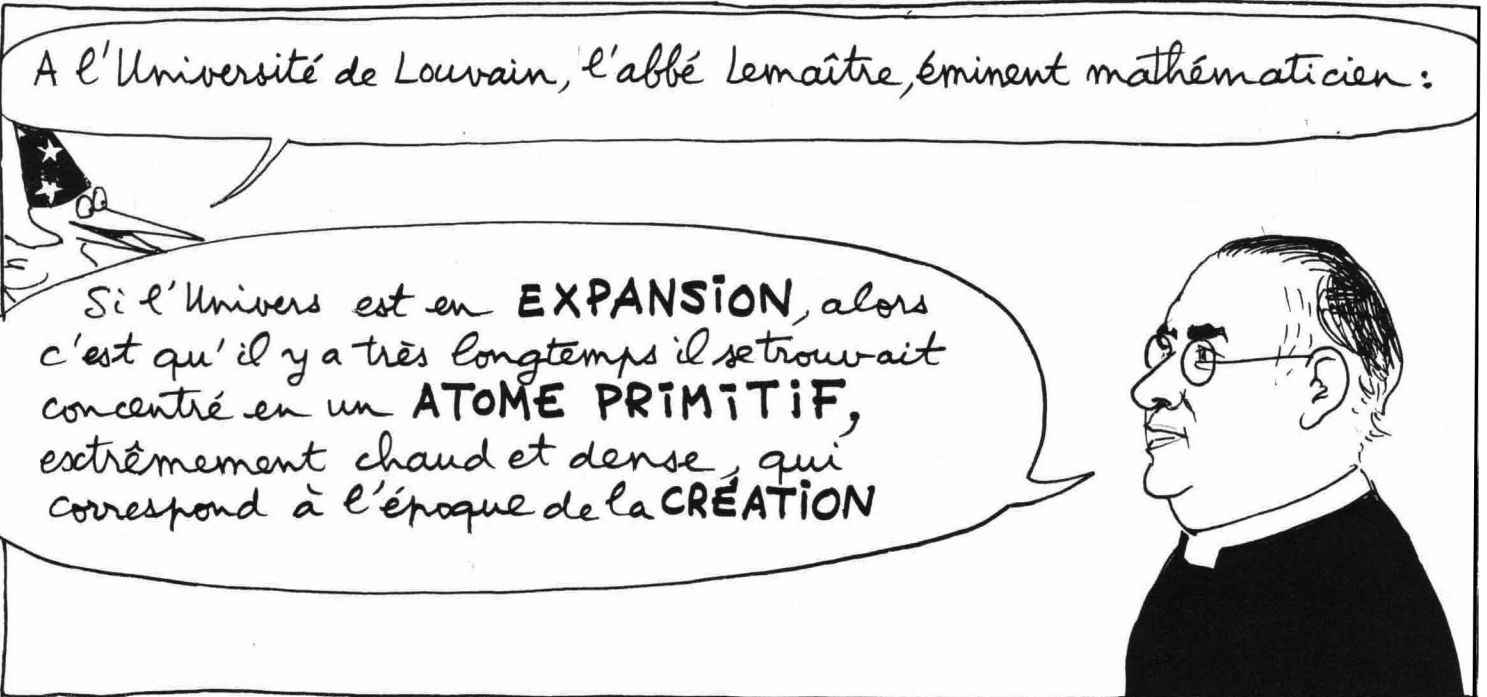 A l'Université de Louvain, l'abbé Lemaître, éminent mathématicien :
Si l'Univers est en EXPANSION, alors
c'est qu'il y a très longtemps il se trouvait
concentré en un ATOME PRIMITIF,
extrêmement chaud et dense, qui
correspond à l'époque de la CRÉATION